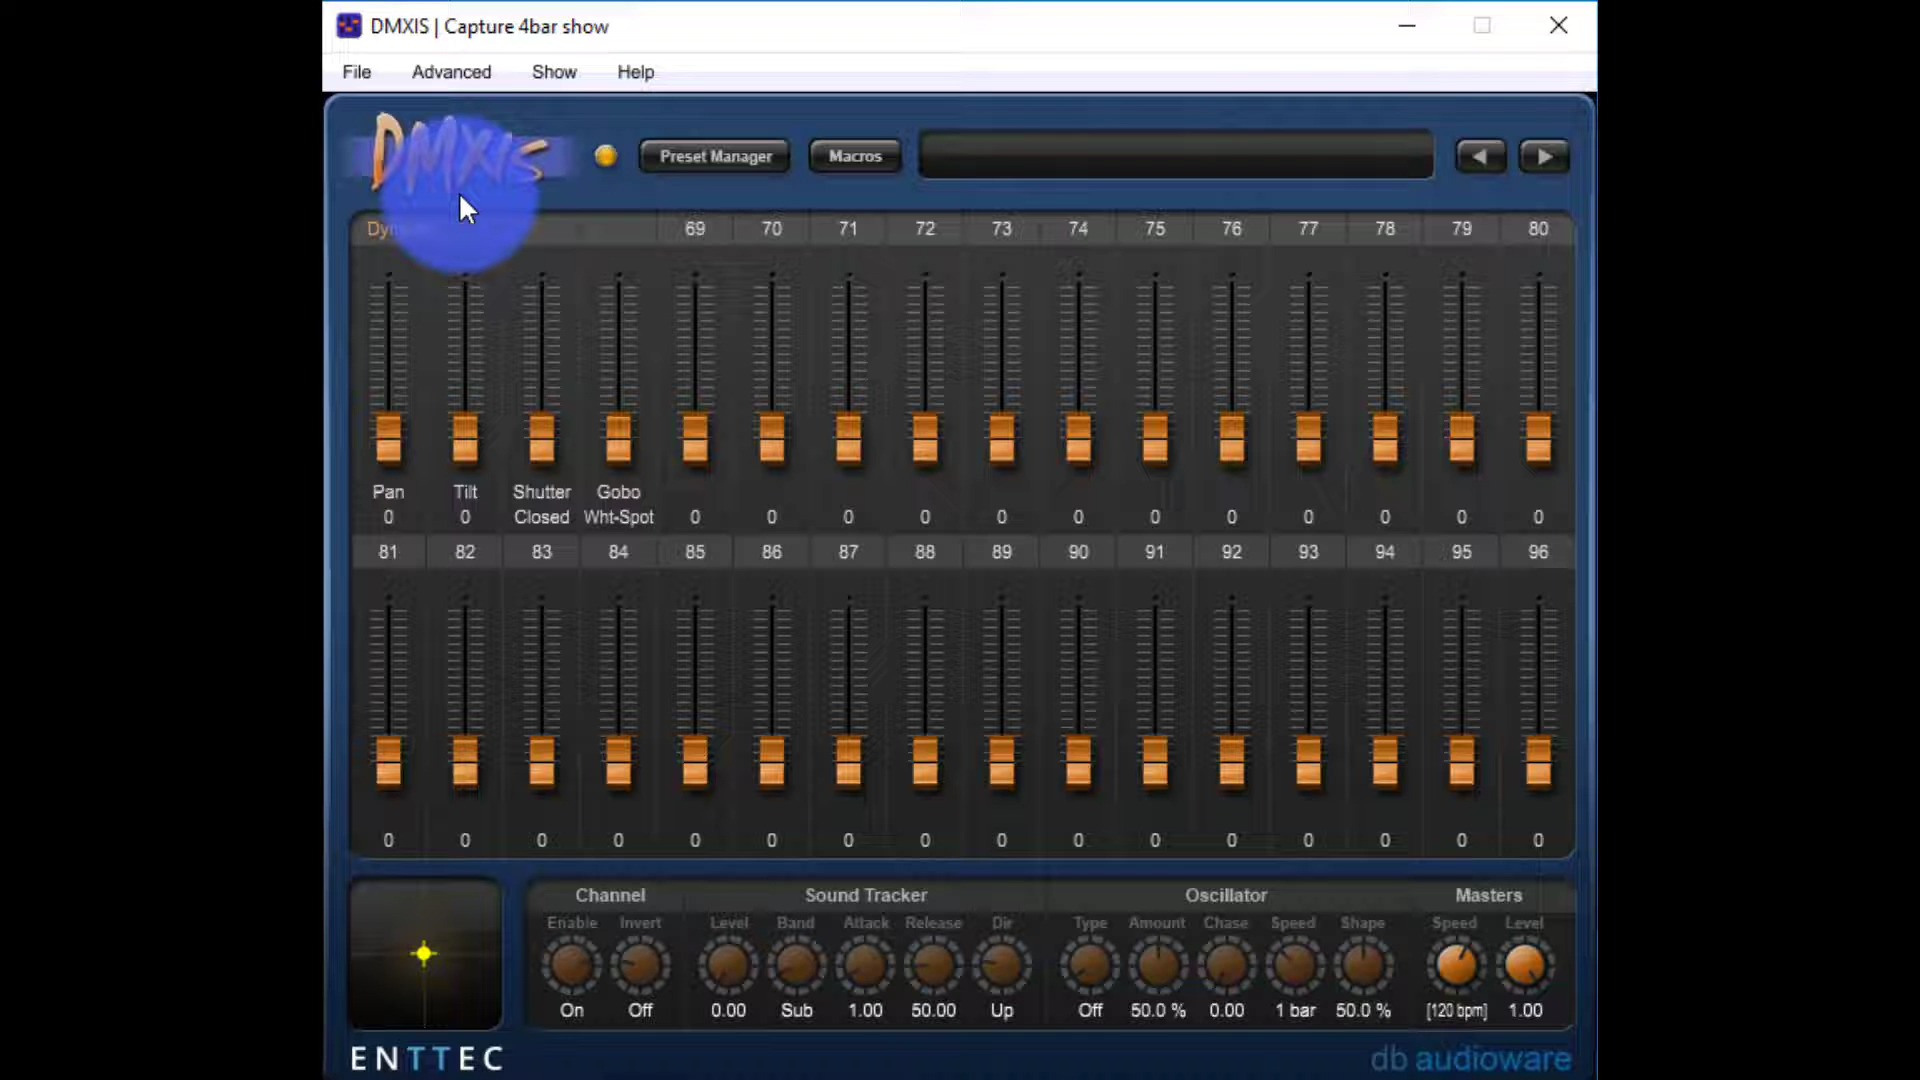 DMXIS | Capture 4bar show
File Advanced Show Help
DMXIS Preset Manager Macros
69 70 71 72 73 74 75 76 77 78 79 80
Pan Tilt Shutter Gobo
0 0 Closed Wht-Spot 0 0 0 0 0 0 0 0 0 0 0 0
81 82 83 84 85 86 87 88 89 90 91 92 93 94 95 96
0 0 0 0 0 0 0 0 0 0 0 0 0 0 0 0
Channel Sound Tracker Oscillator Masters
Enable Invert Level Band Attack Release Dir Type Amount Chase Speed Shape Speed Level
On Off 0.00 Sub 1.00 50.00 Up Off 50.0 % 0.00 1 bar 50.0 % [120 bpm] 1.00
ENTTEC db audioware